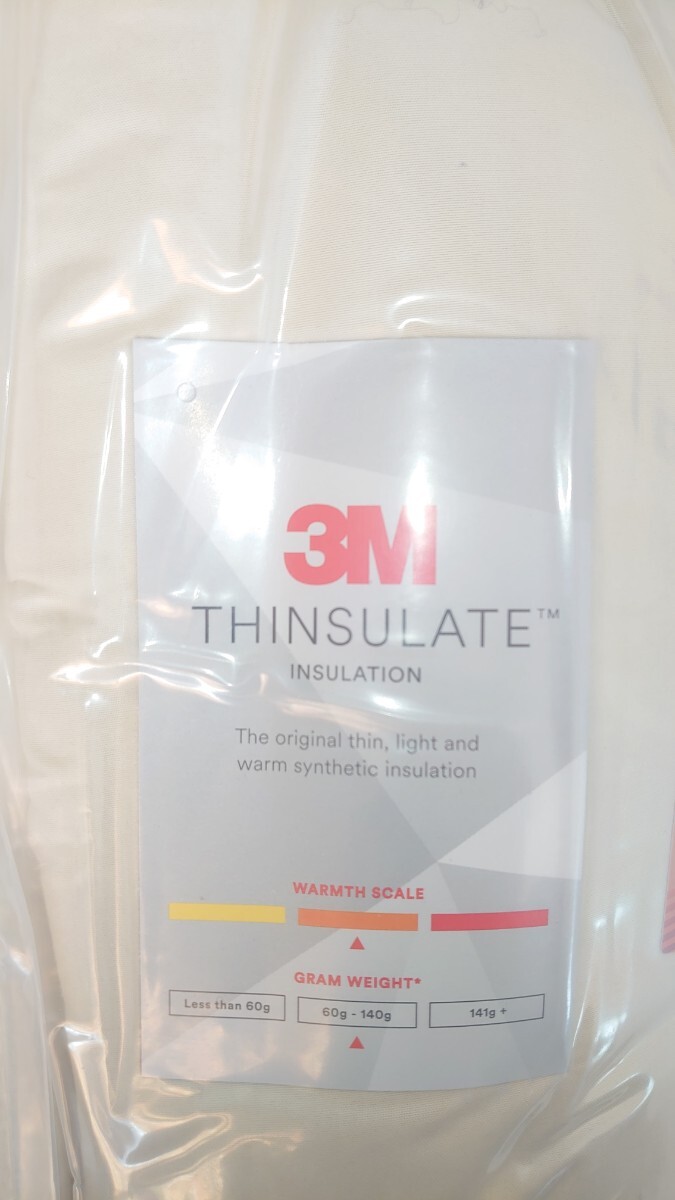 3M
THINSULATE™
INSULATION
The original thin, light and
warm synthetic insulation
WARMTH SCALE
GRAM WEIGHT*
Less than 60g 60g - 140g 141g +